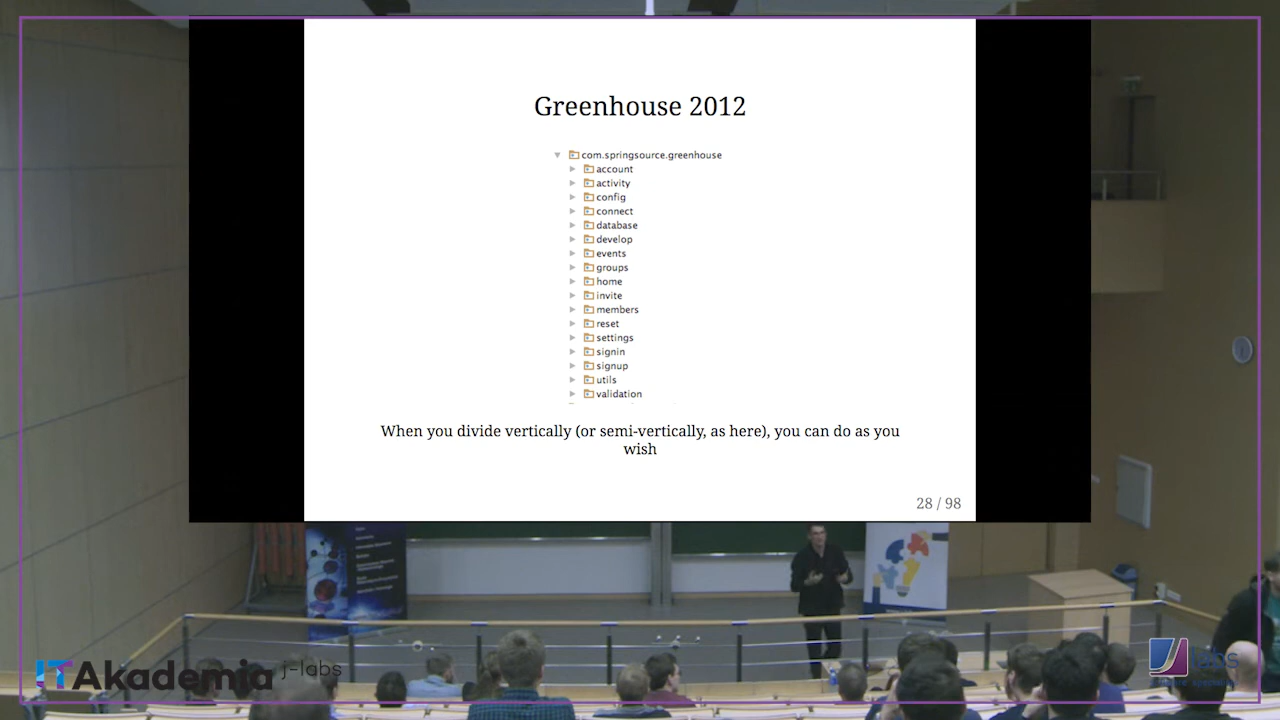 Greenhouse 2012
com.springsource.greenhouse
account
activity
config
connect
database
develop
events
groups
home
invite
members
reset
settings
signin
signup
utils
validation
When you divide vertically (or semi-vertically, as here), you can do as you
wish
28 / 98
ITAkademia j-labs
labs